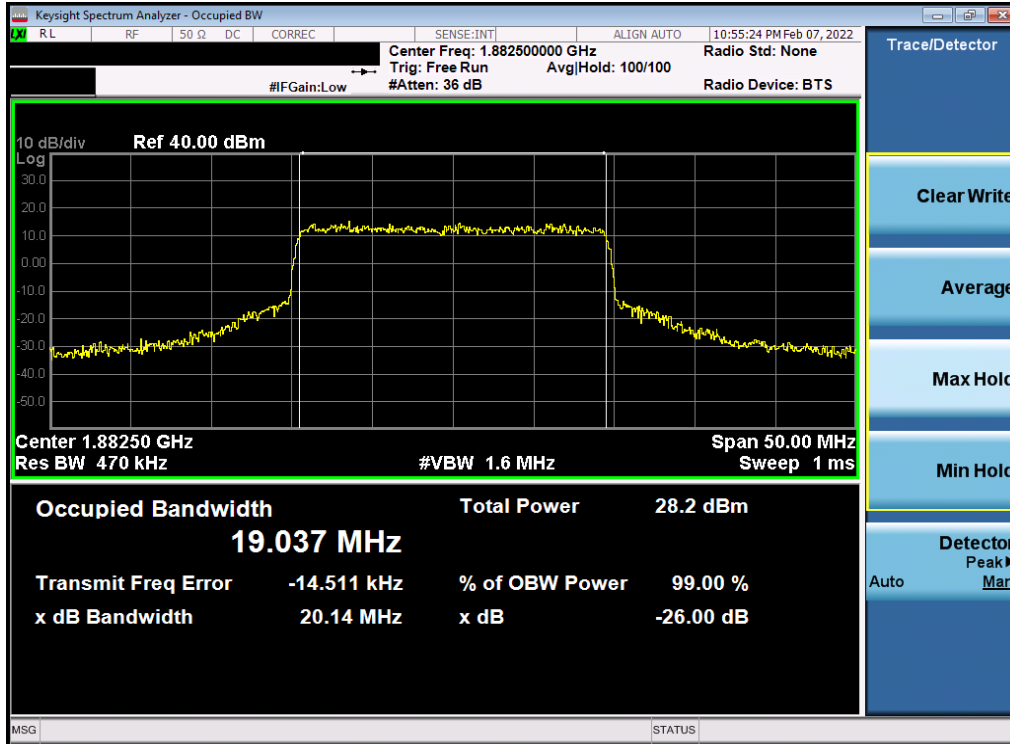 Keysight Spectrum Analyzer - Occupied BW
LXI RL RF 50 Ω DC CORREC SENSE:INT ALIGN AUTO 10:55:24 PM Feb 07, 2022
Center Freq: 1.882500000 GHz Radio Std: None
Trig: Free Run Avg|Hold: 100/100
#IFGain:Low #Atten: 36 dB Radio Device: BTS
10 dB/div Ref 40.00 dBm
Log
30.0
20.0
10.0
0.00
-10.0
-20.0
-30.0
-40.0
-50.0
Center 1.88250 GHz Span 50.00 MHz
Res BW 470 kHz #VBW 1.6 MHz Sweep 1 ms
Occupied Bandwidth Total Power 28.2 dBm
19.037 MHz
Transmit Freq Error -14.511 kHz % of OBW Power 99.00 %
x dB Bandwidth 20.14 MHz x dB -26.00 dB
MSG STATUS
Trace/Detector
Clear Write
Average
Max Hold
Min Hold
Detector
Peak
Auto Man